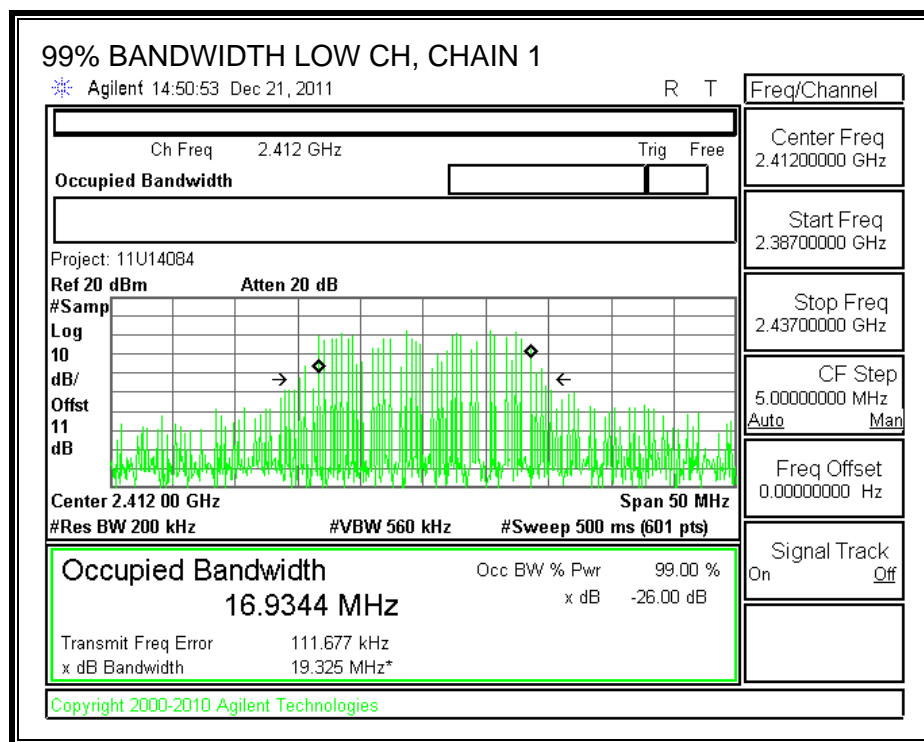 99% BANDWIDTH LOW CH, CHAIN 1
Agilent 14:50:53 Dec 21, 2011 R T
Ch Freq 2.412 GHz Trig Free
Occupied Bandwidth
Project: 11U14084
Ref 20 dBm Atten 20 dB
#Samp
Log
10
dB/
Offst
11
dB
Center 2.412 00 GHz Span 50 MHz
#Res BW 200 kHz #VBW 560 kHz #Sweep 500 ms (601 pts)
Occupied Bandwidth Occ BW % Pwr 99.00 %
16.9344 MHz x dB -26.00 dB
Transmit Freq Error 111.677 kHz
x dB Bandwidth 19.325 MHz*
Copyright 2000-2010 Agilent Technologies
Freq/Channel
Center Freq
2.41200000 GHz
Start Freq
2.38700000 GHz
Stop Freq
2.43700000 GHz
CF Step
5.00000000 MHz
Auto Man
Freq Offset
0.00000000 Hz
Signal Track
On Off